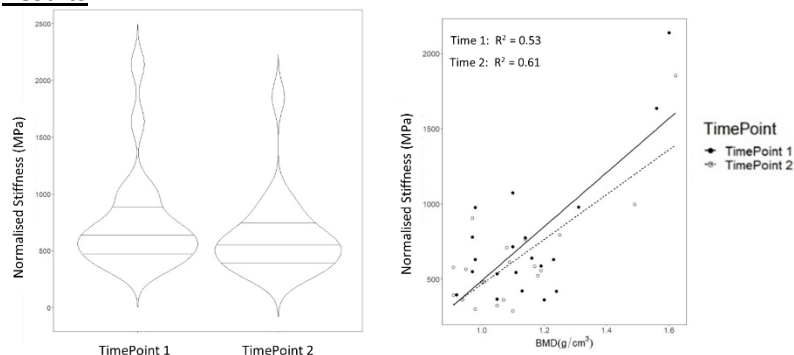 Normalised Stiffness (MPa)
2500
2000
1500
1000
500
0
TimePoint 1
TimePoint 2
Normalised Stiffness (MPa)
2000
1500
1000
500
Time 1: R² = 0.53
Time 2: R² = 0.61
1.0
1.2
1.4
1.6
BMD(g/cm³)
TimePoint
TimePoint 1
TimePoint 2